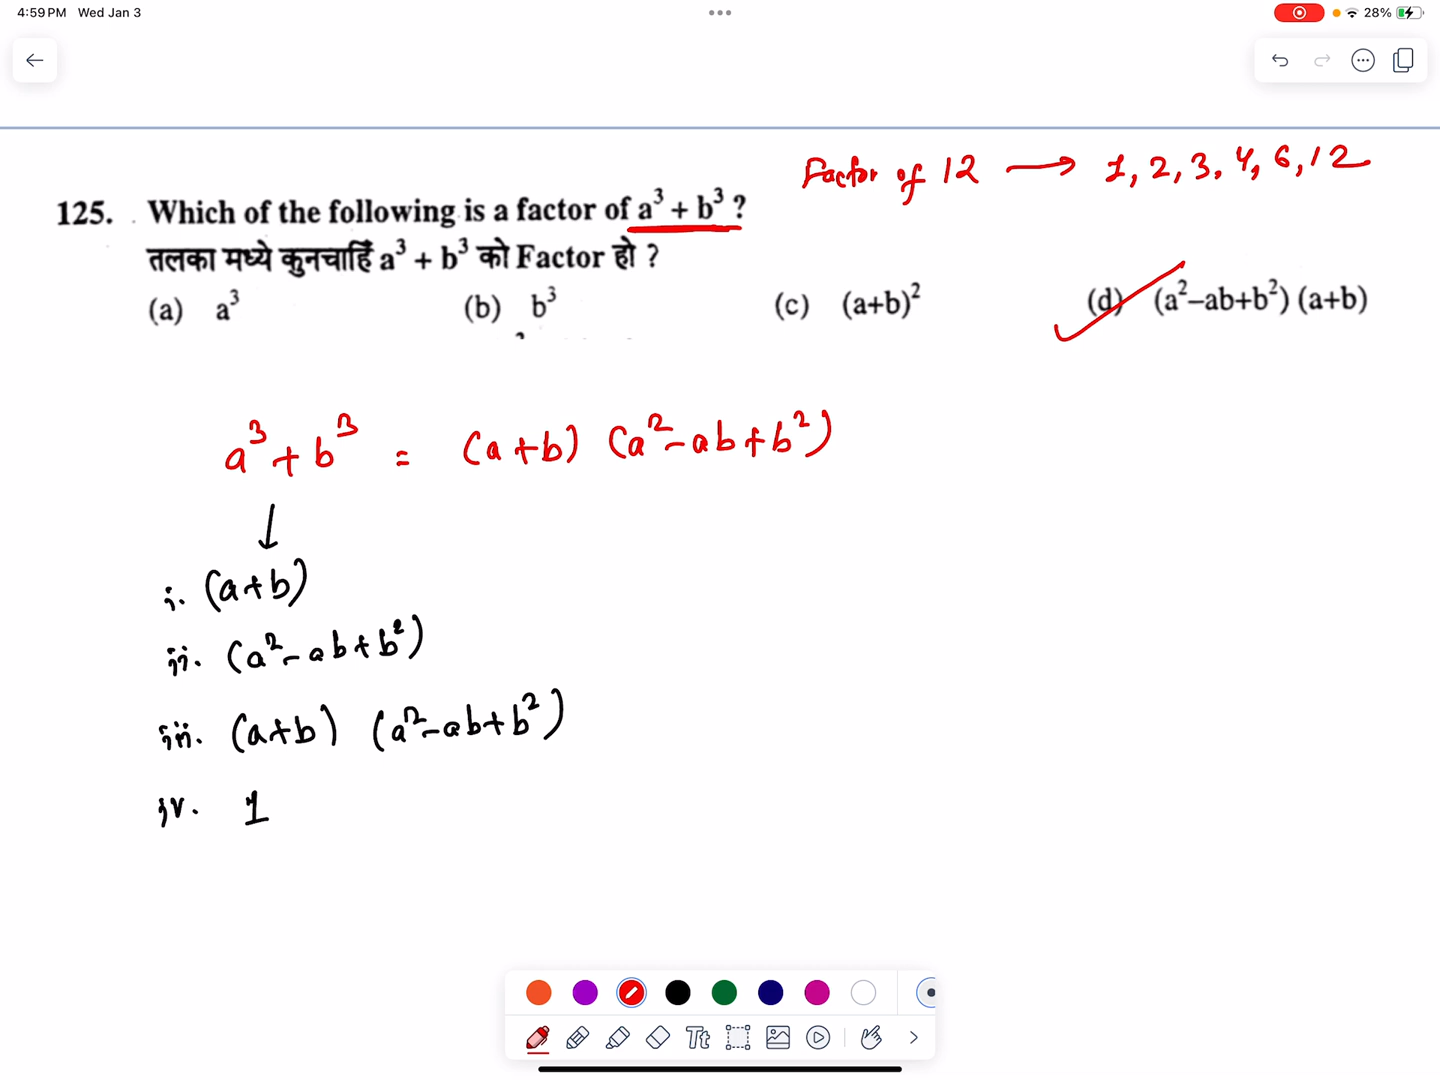 4:59 PM Wed Jan 3
28%
Factor of 12 → 1, 2, 3, 4, 6, 12
125. Which of the following is a factor of a³ + b³ ?
तलका मध्ये कुनचाहिँ a³ + b³ को Factor हो ?
(a) a³ (b) b³ (c) (a+b)² (d) (a²–ab+b²) (a+b)
a³ + b³ = (a+b) (a²-ab+b²)
i. (a+b)
ii. (a²-ab+b²)
iii. (a+b) (a²-ab+b²)
iv. 1
Tt